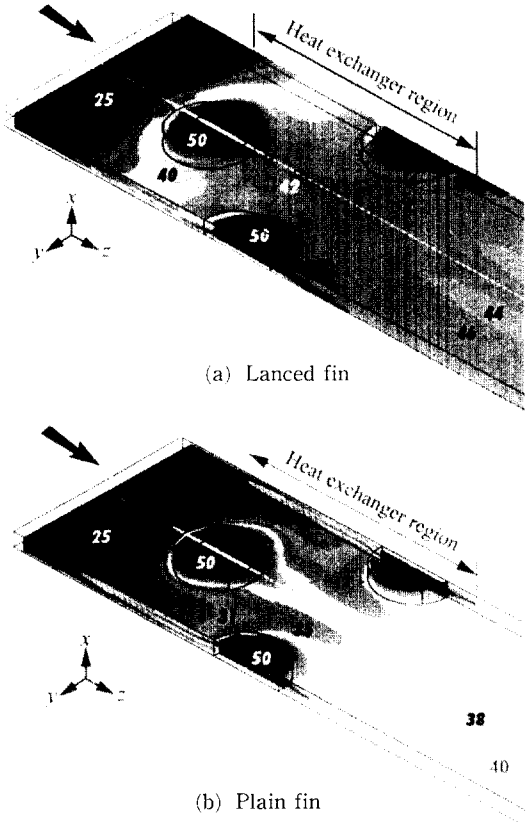 Heat exchanger region
25
50
40
42
50
x
y
z
44
(a) Lanced fin
Heat exchanger region
25
50
50
x
y
z
38
40
(b) Plain fin